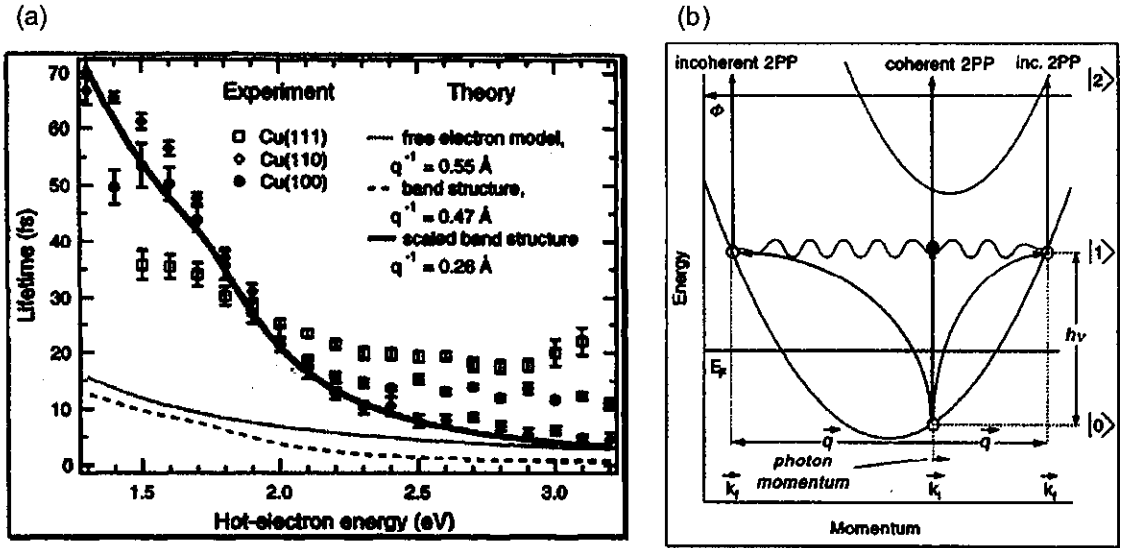 (a)
70
60
50
40
30
20
10
0
Lifetime (fs)
1.5
2.0
2.5
3.0
Hot-electron energy (eV)
Experiment
Cu(111)
Cu(110)
Cu(100)
Theory
free electron model,
q⁻¹ = 0.55 Å
band structure,
q⁻¹ = 0.47 Å
scaled band structure
q⁻¹ = 0.26 Å
(b)
incoherent 2PP
coherent 2PP
inc. 2PP
|2>
Φ
|1>
Energy
hν
E_F
|0>
q
q
photon
momentum
k_f
k_i
k_f
Momentum